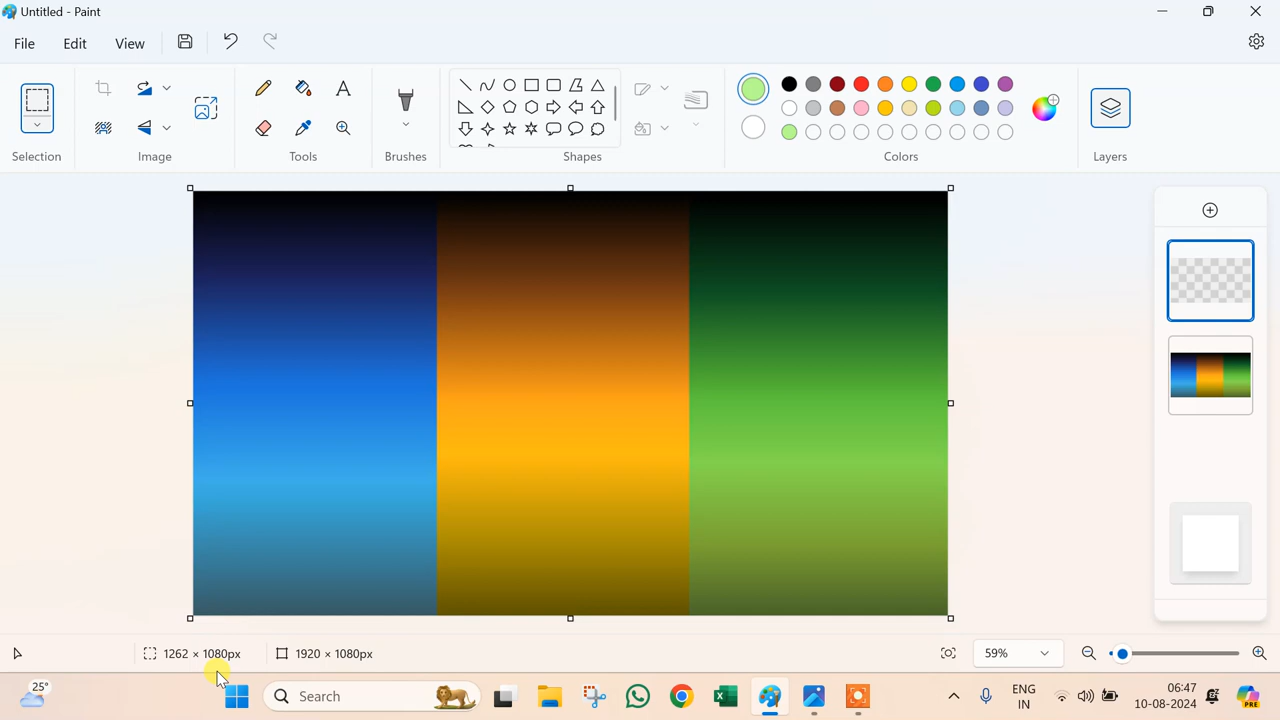 Untitled - Paint
File Edit View
Selection Image Tools Brushes Shapes Colors Layers
1262 × 1080px 1920 × 1080px 59%
25° Search ENG IN 06:47 10-08-2024 PRE